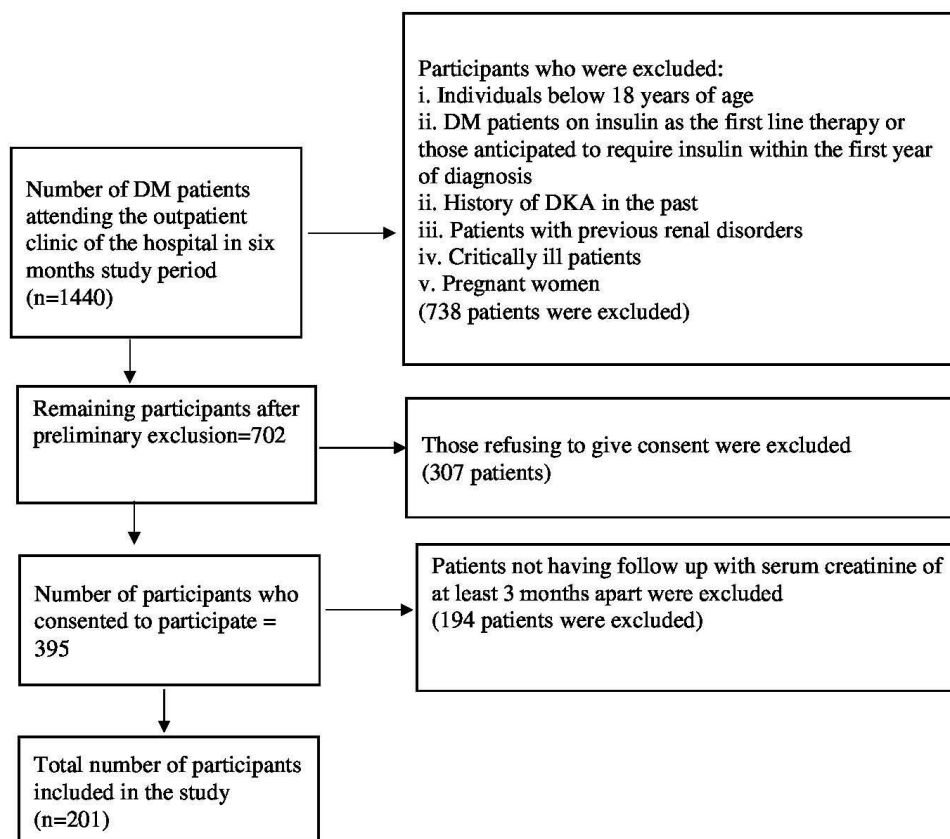 Number of DM patients
attending the outpatient
clinic of the hospital in six
months study period
(n=1440)
Participants who were excluded:
i. Individuals below 18 years of age
ii. DM patients on insulin as the first line therapy or
those anticipated to require insulin within the first year
of diagnosis
ii. History of DKA in the past
iii. Patients with previous renal disorders
iv. Critically ill patients
v. Pregnant women
(738 patients were excluded)
Remaining participants after
preliminary exclusion=702
Those refusing to give consent were excluded
(307 patients)
Number of participants who
consented to participate =
395
Patients not having follow up with serum creatinine of
at least 3 months apart were excluded
(194 patients were excluded)
Total number of participants
included in the study
(n=201)